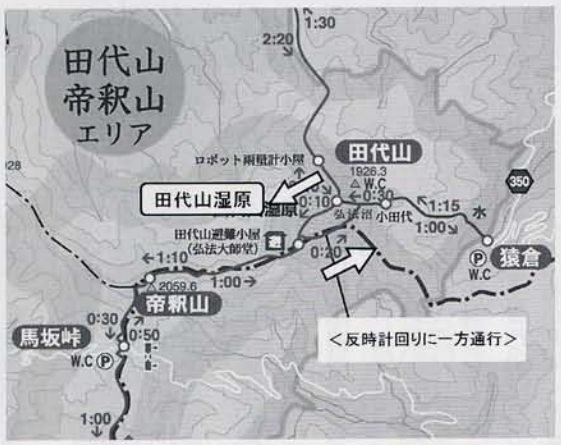 1:30
2:20
田代山
帝釈山
エリア
ロボット雨量計小屋
田代山
1926.3
W.C
350
田代山湿原
湿原
0:10
0:30
弘法沼
小田代
1:15
水
1:00
田代山避難小屋
(弘法大師堂)
避
0:20
P
W.C
猿倉
1:10
1:00
2059.6
帝釈山
<反時計回りに一方通行>
0:30
0:50
馬坂峠
W.C P
1:00